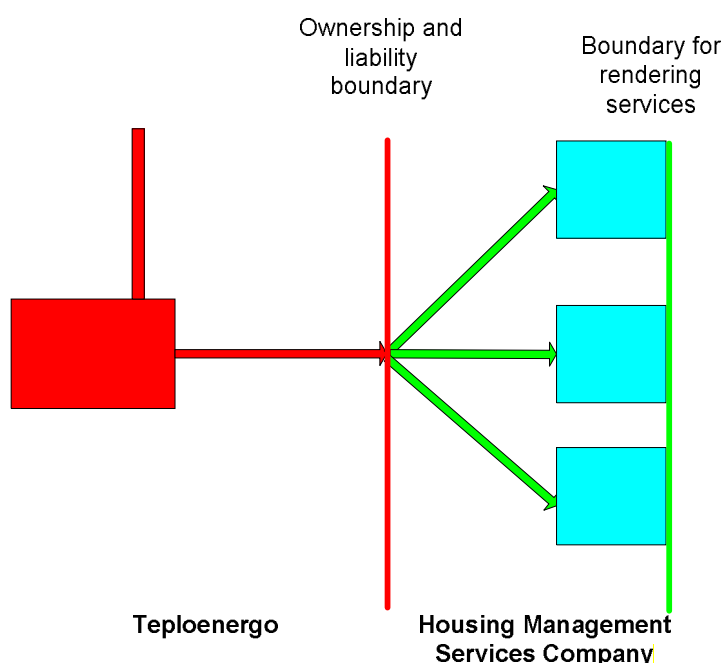 Ownership and
liability
boundary
Boundary for
rendering
services
Teploenergo
Housing Management
Services Company